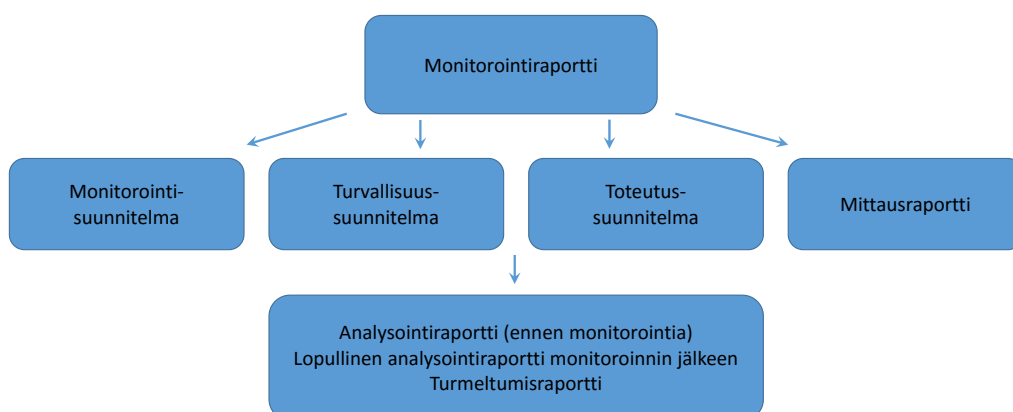 Monitorointiraportti
Monitorointi-
suunnitelma
Turvallisuus-
suunnitelma
Toteutus-
suunnitelma
Mittausraportti
Analysointiraportti (ennen monitorointia)
Lopullinen analysointiraportti monitoroinnin jälkeen
Turmeltumisraportti